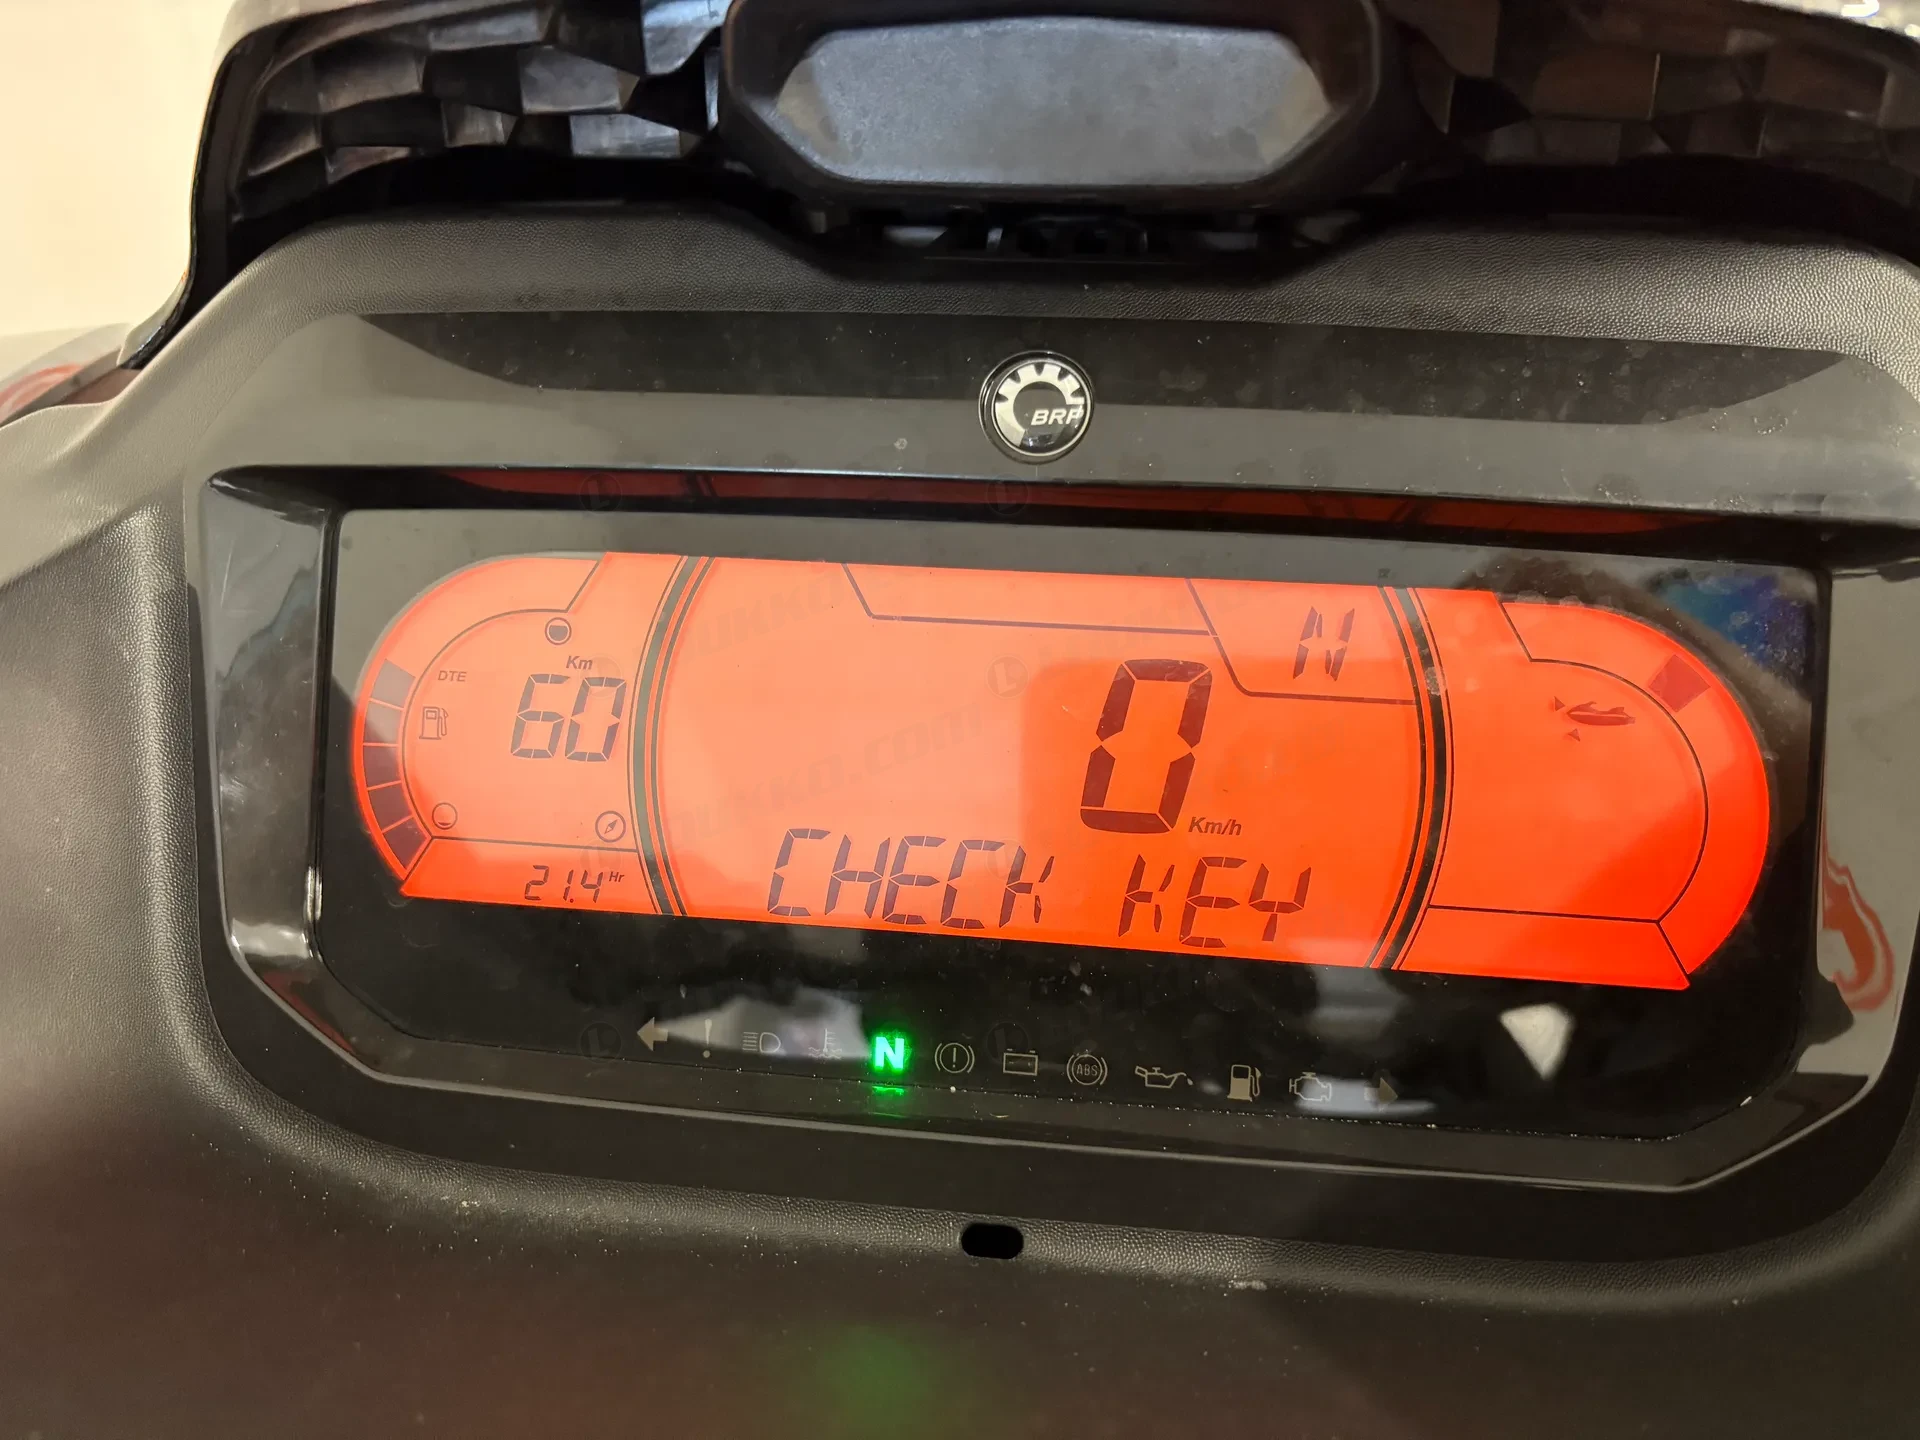 BRP
N
Km
DTE
60
0
Km/h
CHECK KEY
21.4 Hr
N
ABS